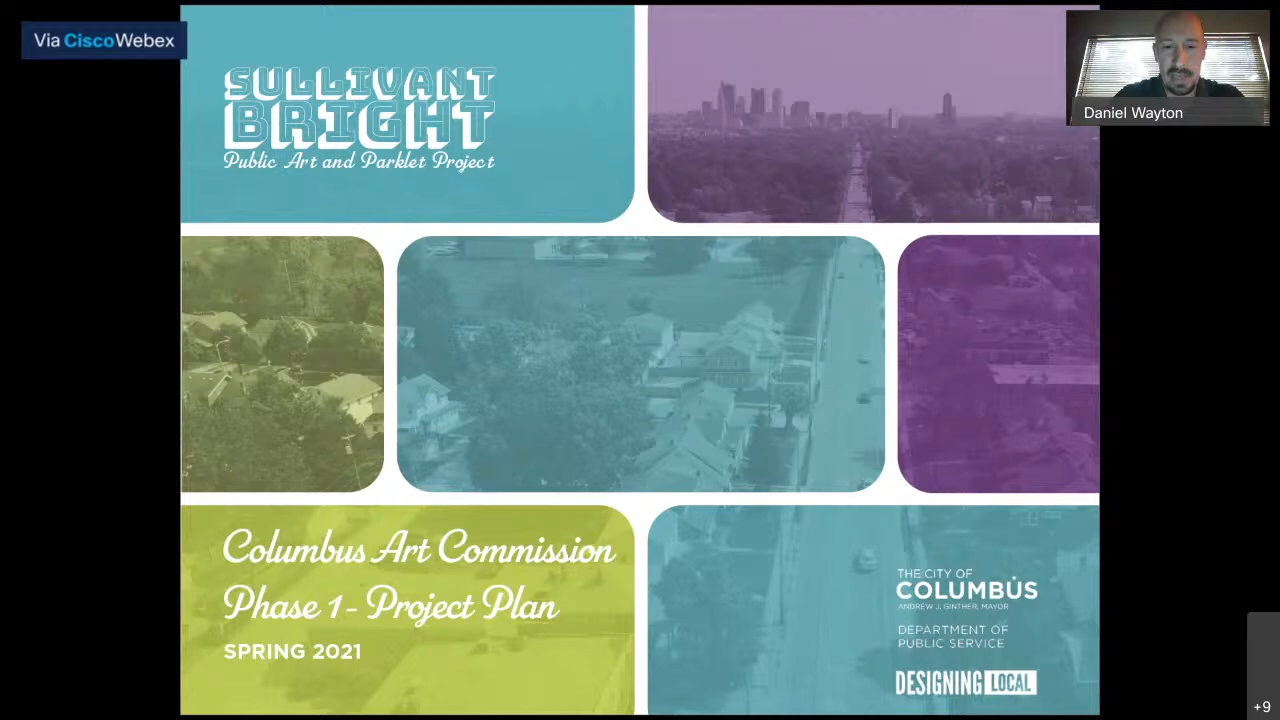 Via CiscoWebex
SULLIVANT
BRIGHT
Public Art and Parklet Project
Daniel Wayton
Columbus Art Commission
Phase 1- Project Plan
SPRING 2021
THE CITY OF
COLUMBUS
ANDREW J. GINTHER, MAYOR
DEPARTMENT OF
PUBLIC SERVICE
DESIGNING LOCAL
+9